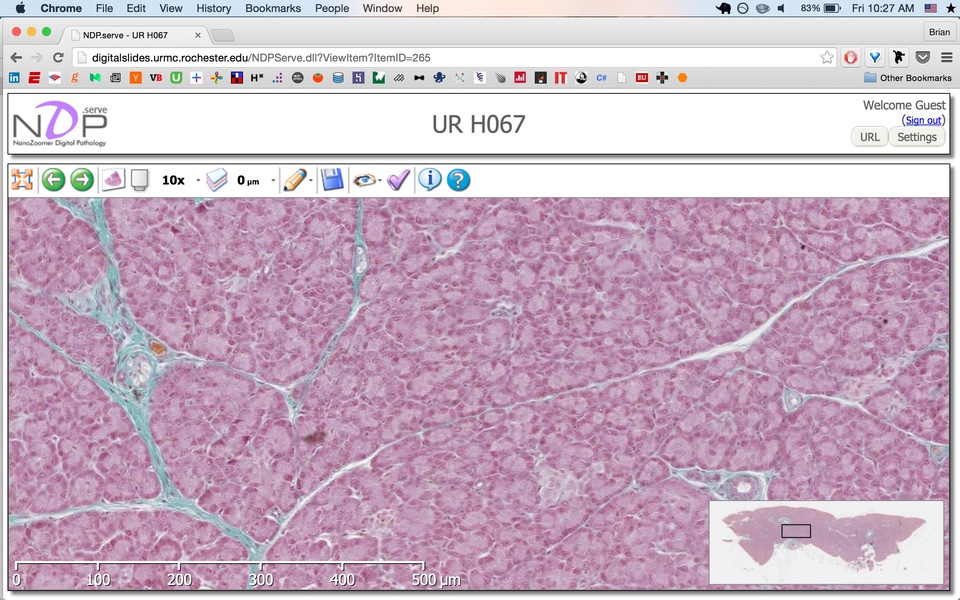 Chrome File Edit View History Bookmarks People Window Help 83% Fri 10:27 AM
NDP.serve - UR H067 Brian
digitalslides.urmc.rochester.edu/NDPServe.dll?ViewItem?ItemID=265
Other Bookmarks
NDP .serve
NanoZoomer Digital Pathology
UR H067
Welcome Guest
(Sign out)
URL Settings
10x 0 µm
0 100 200 300 400 500 µm